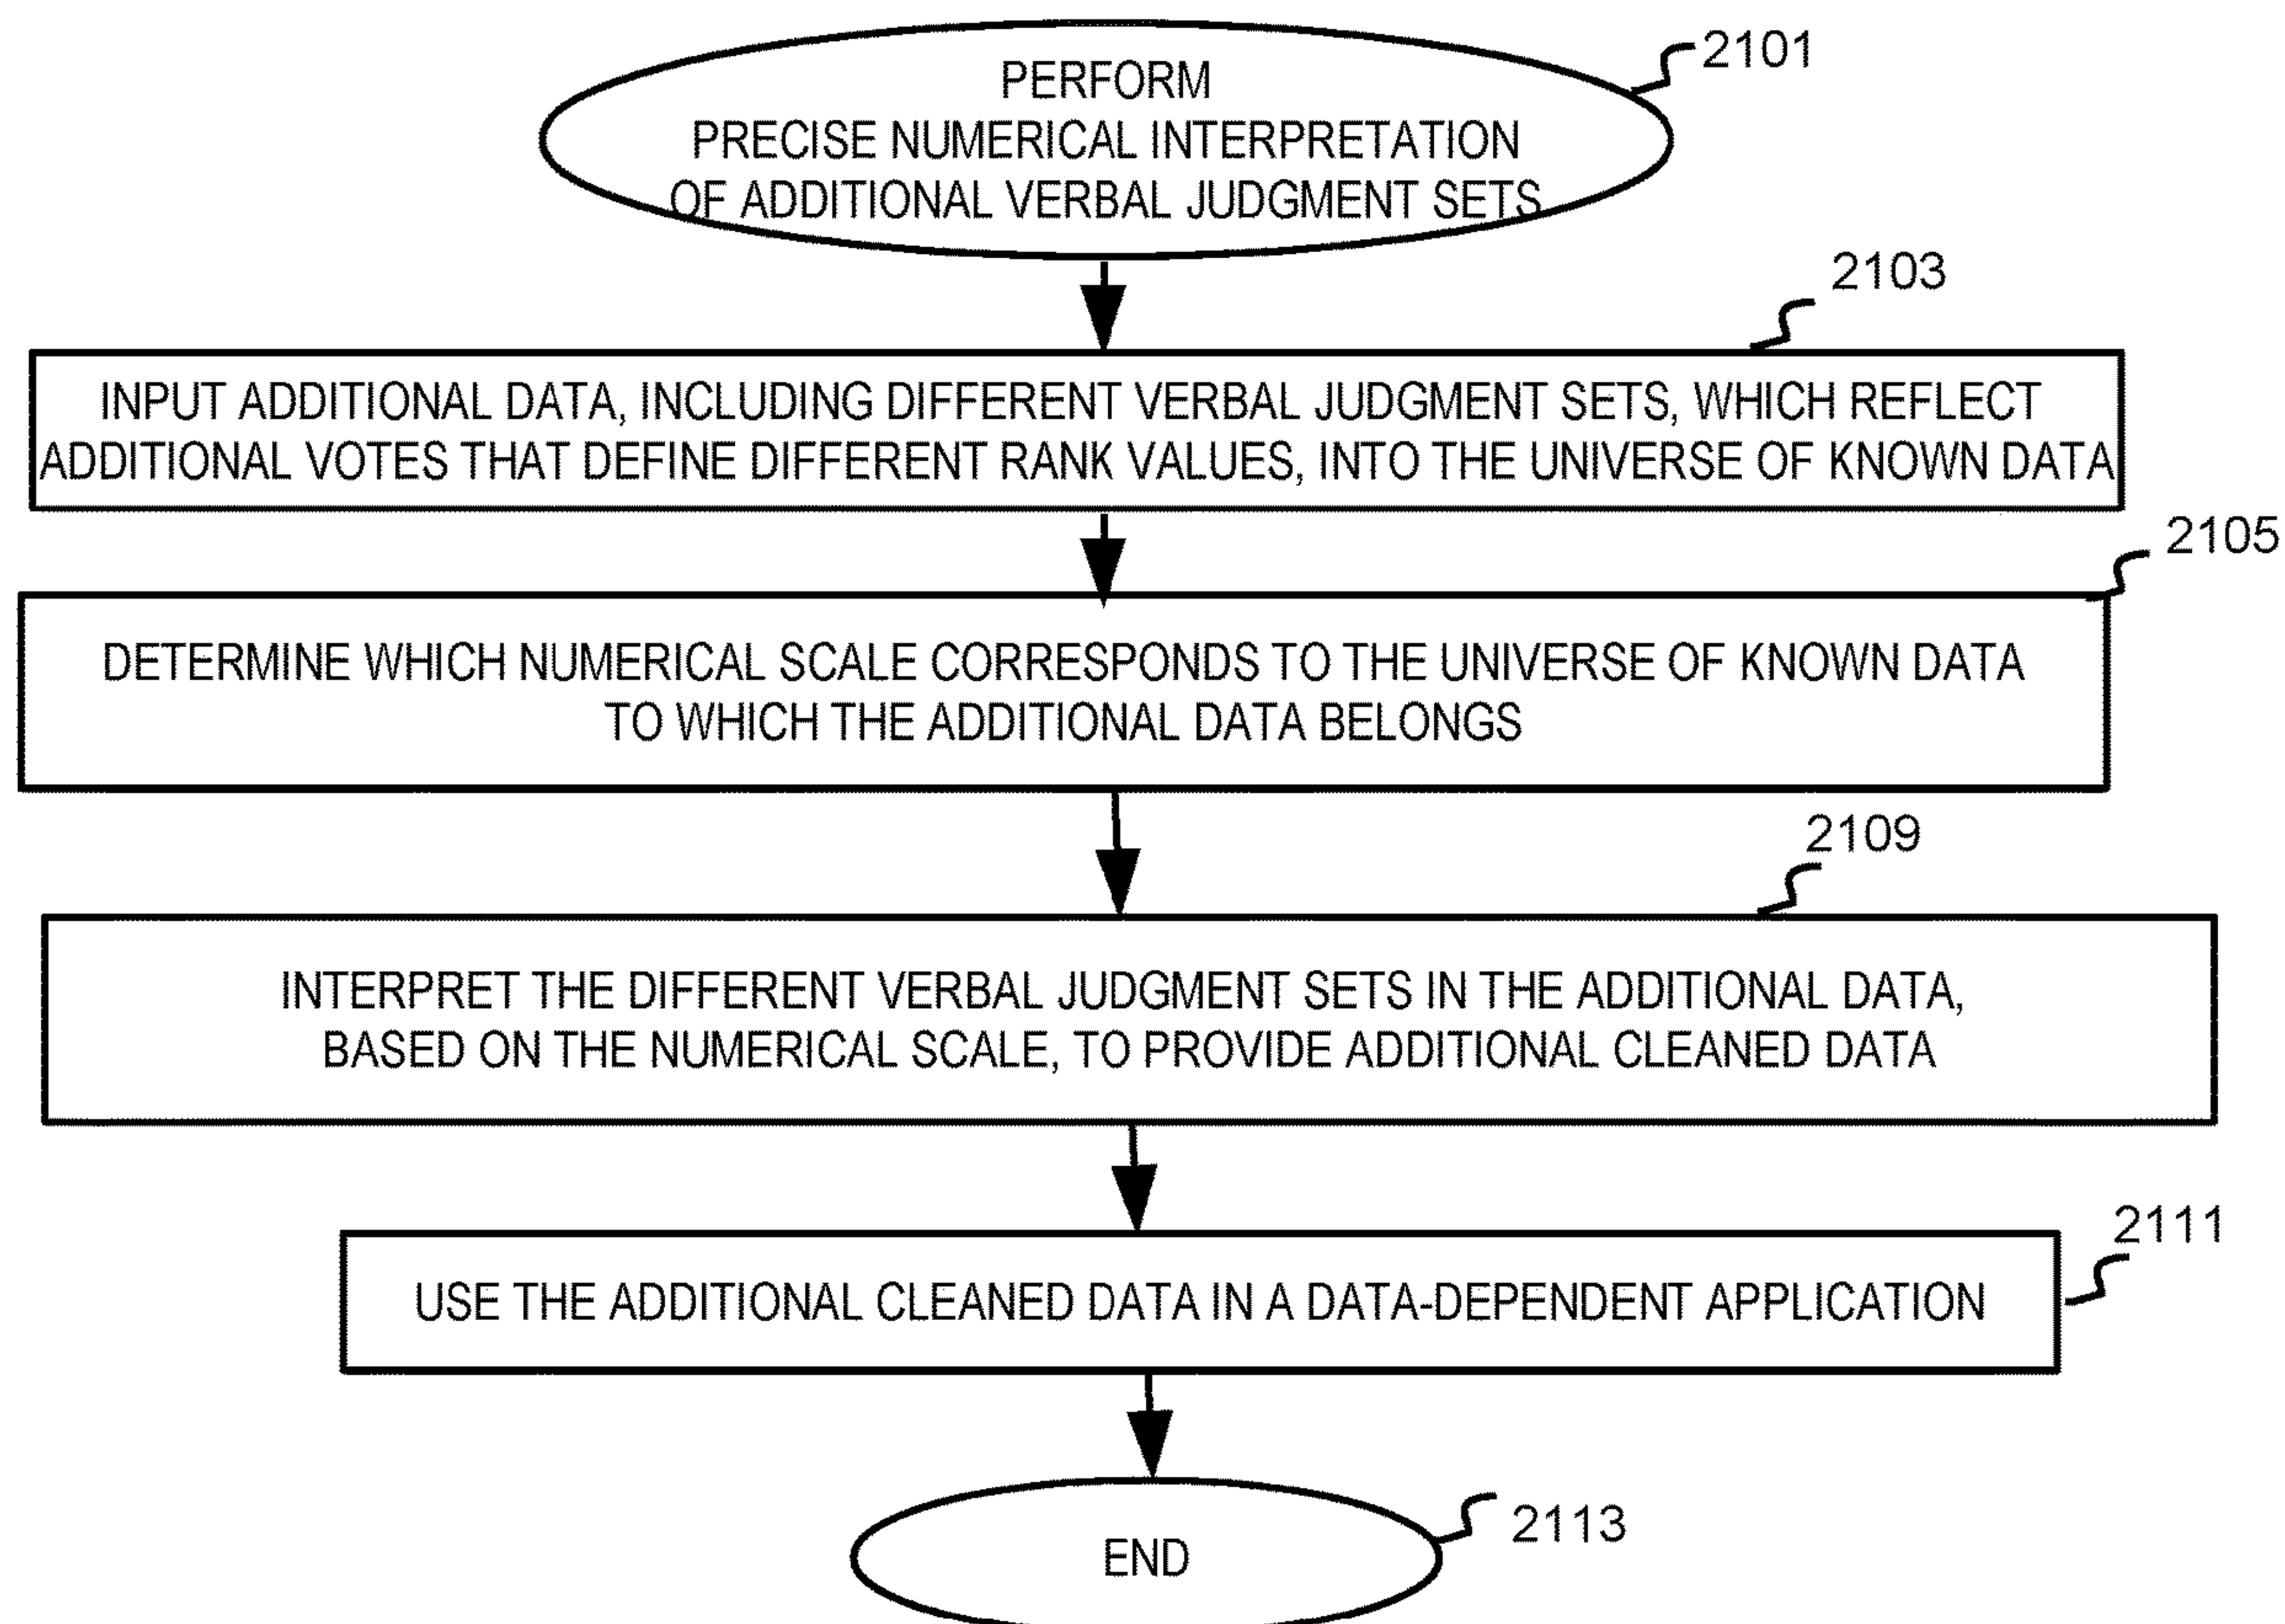 2101
PERFORM
PRECISE NUMERICAL INTERPRETATION
OF ADDITIONAL VERBAL JUDGMENT SETS
2103
INPUT ADDITIONAL DATA, INCLUDING DIFFERENT VERBAL JUDGMENT SETS, WHICH REFLECT
ADDITIONAL VOTES THAT DEFINE DIFFERENT RANK VALUES, INTO THE UNIVERSE OF KNOWN DATA
2105
DETERMINE WHICH NUMERICAL SCALE CORRESPONDS TO THE UNIVERSE OF KNOWN DATA
TO WHICH THE ADDITIONAL DATA BELONGS
2109
INTERPRET THE DIFFERENT VERBAL JUDGMENT SETS IN THE ADDITIONAL DATA,
BASED ON THE NUMERICAL SCALE, TO PROVIDE ADDITIONAL CLEANED DATA
2111
USE THE ADDITIONAL CLEANED DATA IN A DATA-DEPENDENT APPLICATION
2113
END